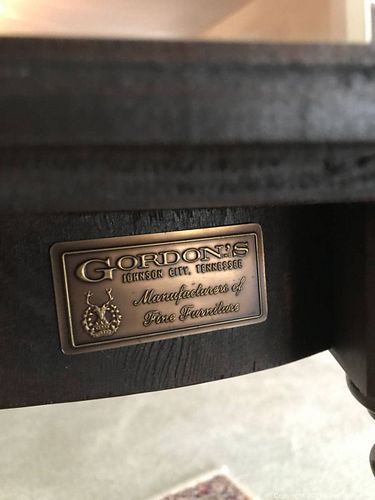 GORDON'S
JOHNSON CITY, TENNESSEE
Manufacturers of
Fine Furniture